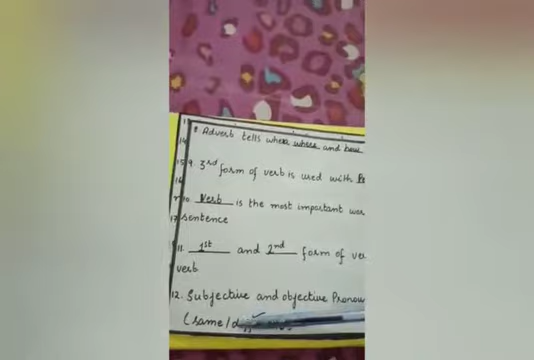 8 Adverb tells when where and how
9. 3rd form of verb is used with
10. Verb is the most important
sentence
11. 1st and 2nd form of
verb
12. Subjective and objective
(same/